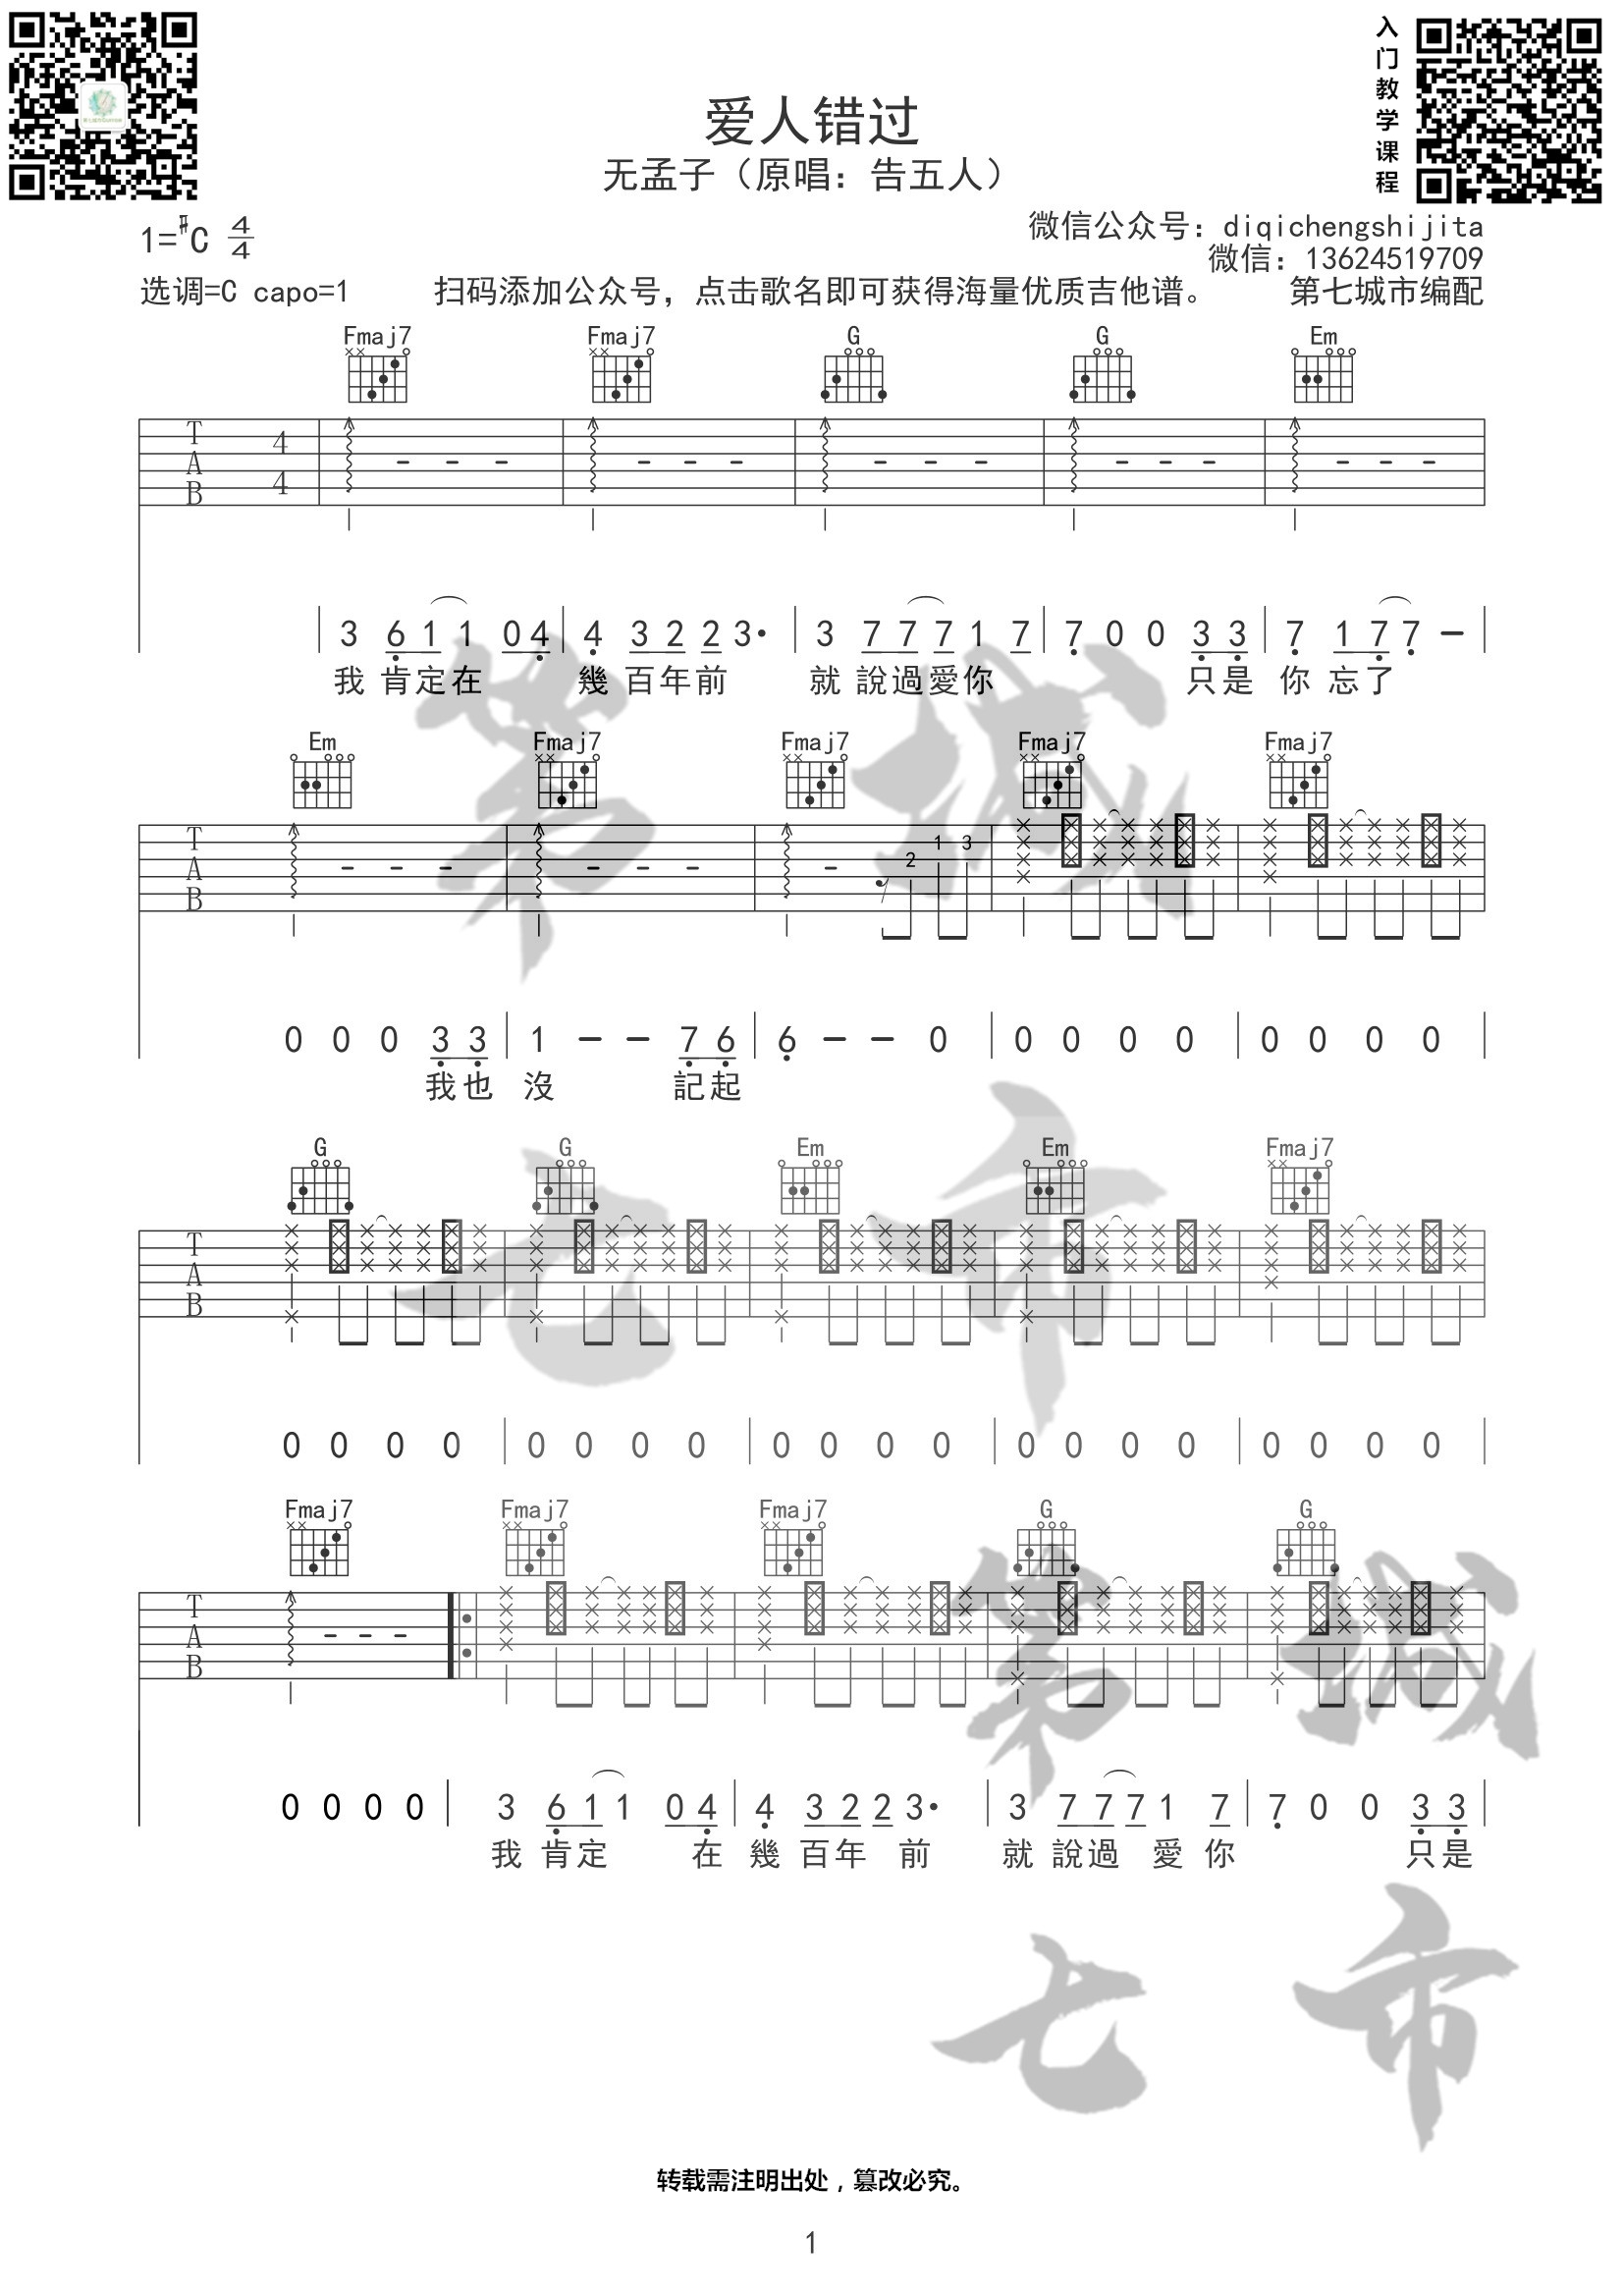 入门教学课程
爱人错过
无孟子（原唱：告五人）
1=#C 4/4
微信公众号：diqichengshijita
微信：13624519709
选调=C capo=1 扫码添加公众号，点击歌名即可获得海量优质吉他谱。 第七城市编配
Fmaj7 Fmaj7 G G Em
T A B 4 4
3 6 1 1 0 4 4 3 2 2 3· 3 7 7 7 1 7 7 0 0 3 3 7 1 7 7 -
我 肯定在 幾 百年前 就 說過愛你 只是 你 忘了
Em Fmaj7 Fmaj7 Fmaj7 Fmaj7
T A B 2 1 3
0 0 0 3 3 1 - - 7 6 6 - - 0 0 0 0 0 0 0 0 0
我也 沒 記起
G G Em Em Fmaj7
T A B
0 0 0 0 0 0 0 0 0 0 0 0 0 0 0 0 0 0 0 0
Fmaj7 Fmaj7 Fmaj7 G G
T A B
0 0 0 0 3 6 1 1 0 4 4 3 2 2 3· 3 7 7 7 1 7 7 0 0 3 3
我 肯定 在 幾 百年 前 就 說過 愛 你 只是
第 七 城 市
第 七 城 市
转载需注明出处，篡改必究。
1